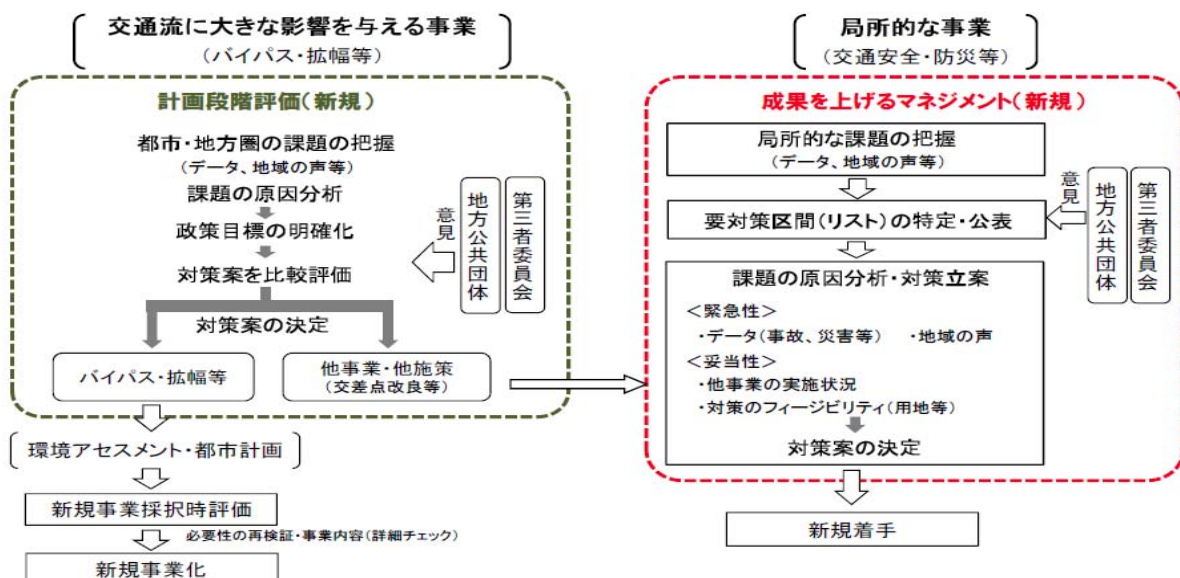 交通流に大きな影響を与える事業
（バイパス・拡幅等）
計画段階評価（新規）
都市・地方圏の課題の把握
（データ、地域の声等）
課題の原因分析
政策目標の明確化
対策案を比較評価
意見
地方公共団体
第三者委員会
対策案の決定
バイパス・拡幅等
他事業・他施策
（交差点改良等）
環境アセスメント・都市計画
新規事業採択時評価
必要性の再検証・事業内容（詳細チェック）
新規事業化
局所的な事業
（交通安全・防災等）
成果を上げるマネジメント（新規）
局所的な課題の把握
（データ、地域の声等）
要対策区間（リスト）の特定・公表
意見
地方公共団体
第三者委員会
課題の原因分析・対策立案
＜緊急性＞
・データ（事故、災害等）　・地域の声
＜妥当性＞
・他事業の実施状況
・対策のフィージビリティ（用地等）
対策案の決定
新規着手